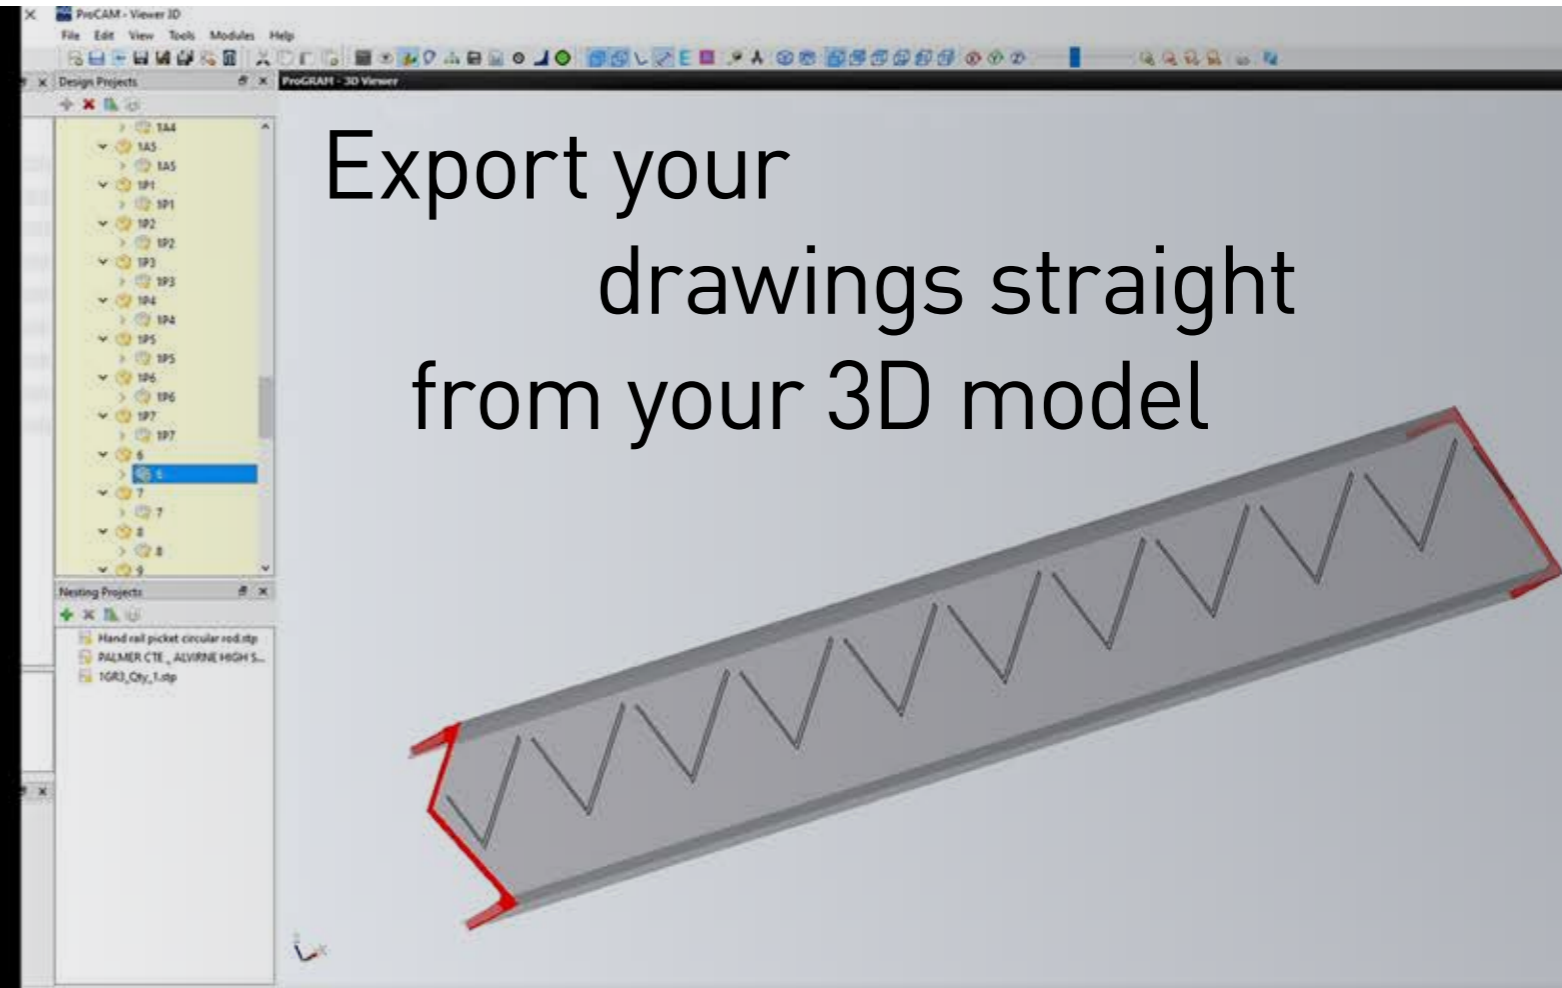 ProCAM - Viewer 3D
File Edit View Tools Modules Help
Design Projects
ProGRAM - 3D Viewer
1A4
1A5
1A5
1P1
1P1
1P2
1P2
1P3
1P3
1P4
1P4
1P5
1P5
1P6
1P6
1P7
1P7
6
6
7
7
8
8
9
Nesting Projects
Hand rail picket circular rod.stp
PALMER CTE _ ALVIRNE HIGH S...
1GR3_Qty_1.stp
Export your
drawings straight
from your 3D model